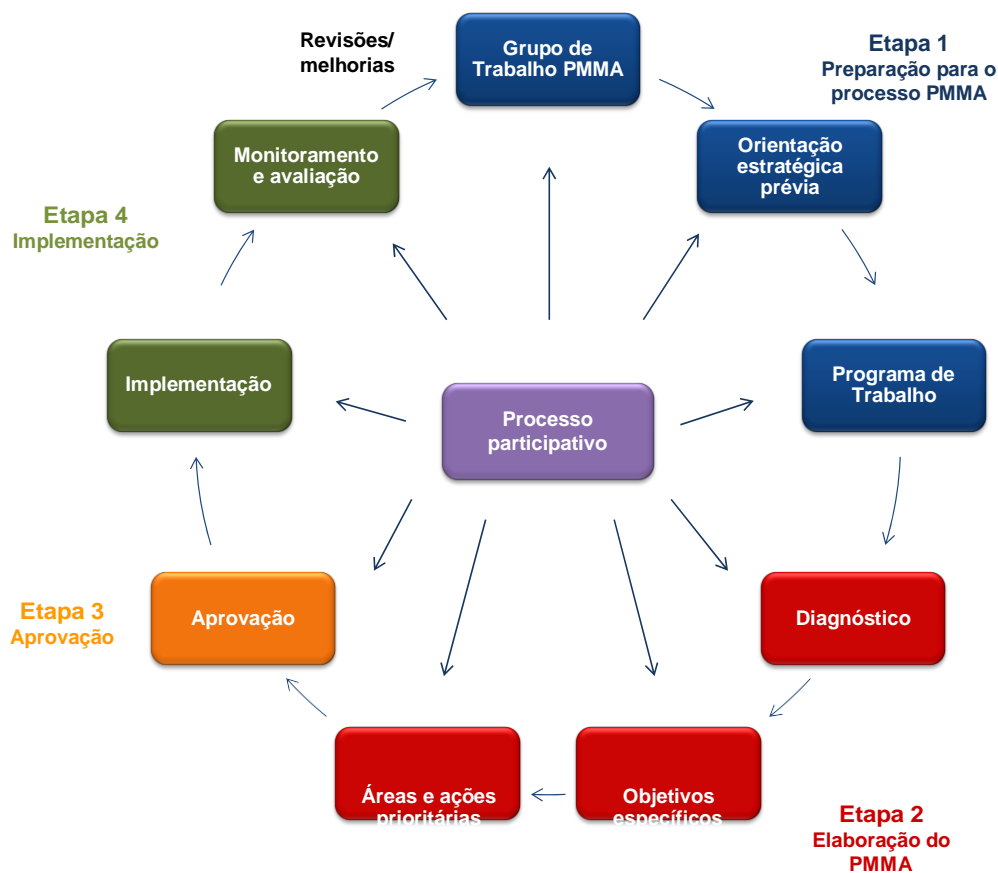 Revisões/
melhorias
Grupo de
Trabalho PMMA
Etapa 1
Preparação para o
processo PMMA
Monitoramento
e avaliação
Orientação
estratégica
prévia
Etapa 4
Implementação
Implementação
Programa de
Trabalho
Processo
participativo
Etapa 3
Aprovação
Aprovação
Diagnóstico
Áreas e ações
prioritárias
Objetivos
específicos
Etapa 2
Elaboração do
PMMA